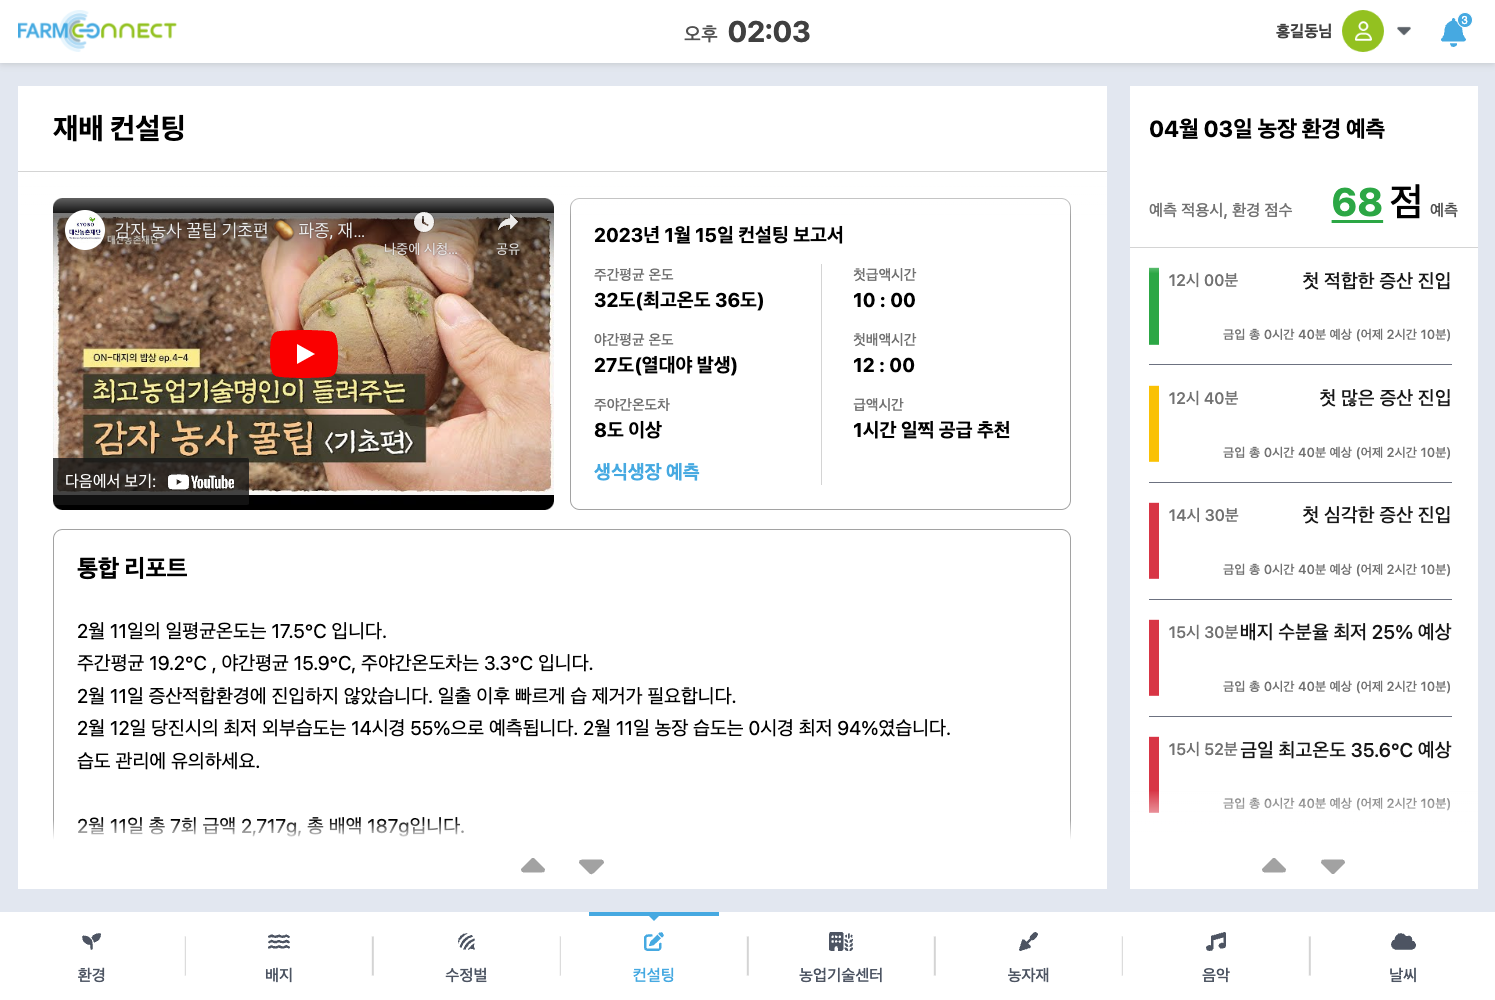 FARMCONNECT
오후 02:03
홍길동님
3
재배 컨설팅
KYOBO
대산농촌재단
감자 농사 꿀팁 기초편 🥔 파종, 재...
대산농촌재단
나중에 시청...
공유
ON-대지의 밥상 ep.4-4
최고농업기술명인이 들려주는
감자 농사 꿀팁 〈기초편〉
다음에서 보기: YouTube
2023년 1월 15일 컨설팅 보고서
주간평균 온도
32도(최고온도 36도)
야간평균 온도
27도(열대야 발생)
주야간온도차
8도 이상
생식생장 예측
첫급액시간
10 : 00
첫배액시간
12 : 00
급액시간
1시간 일찍 공급 추천
통합 리포트
2월 11일의 일평균온도는 17.5°C 입니다.
주간평균 19.2°C , 야간평균 15.9°C, 주야간온도차는 3.3°C 입니다.
2월 11일 증산적합환경에 진입하지 않았습니다. 일출 이후 빠르게 습 제거가 필요합니다.
2월 12일 당진시의 최저 외부습도는 14시경 55%으로 예측됩니다. 2월 11일 농장 습도는 0시경 최저 94%였습니다.
습도 관리에 유의하세요.
2월 11일 총 7회 급액 2,717g, 총 배액 187g입니다.
04월 03일 농장 환경 예측
예측 적용시, 환경 점수 68 점 예측
12시 00분 첫 적합한 증산 진입
금입 총 0시간 40분 예상 (어제 2시간 10분)
12시 40분 첫 많은 증산 진입
금입 총 0시간 40분 예상 (어제 2시간 10분)
14시 30분 첫 심각한 증산 진입
금입 총 0시간 40분 예상 (어제 2시간 10분)
15시 30분 배지 수분율 최저 25% 예상
금입 총 0시간 40분 예상 (어제 2시간 10분)
15시 52분 금일 최고온도 35.6°C 예상
금입 총 0시간 40분 예상 (어제 2시간 10분)
환경
배지
수정벌
컨설팅
농업기술센터
농자재
음악
날씨